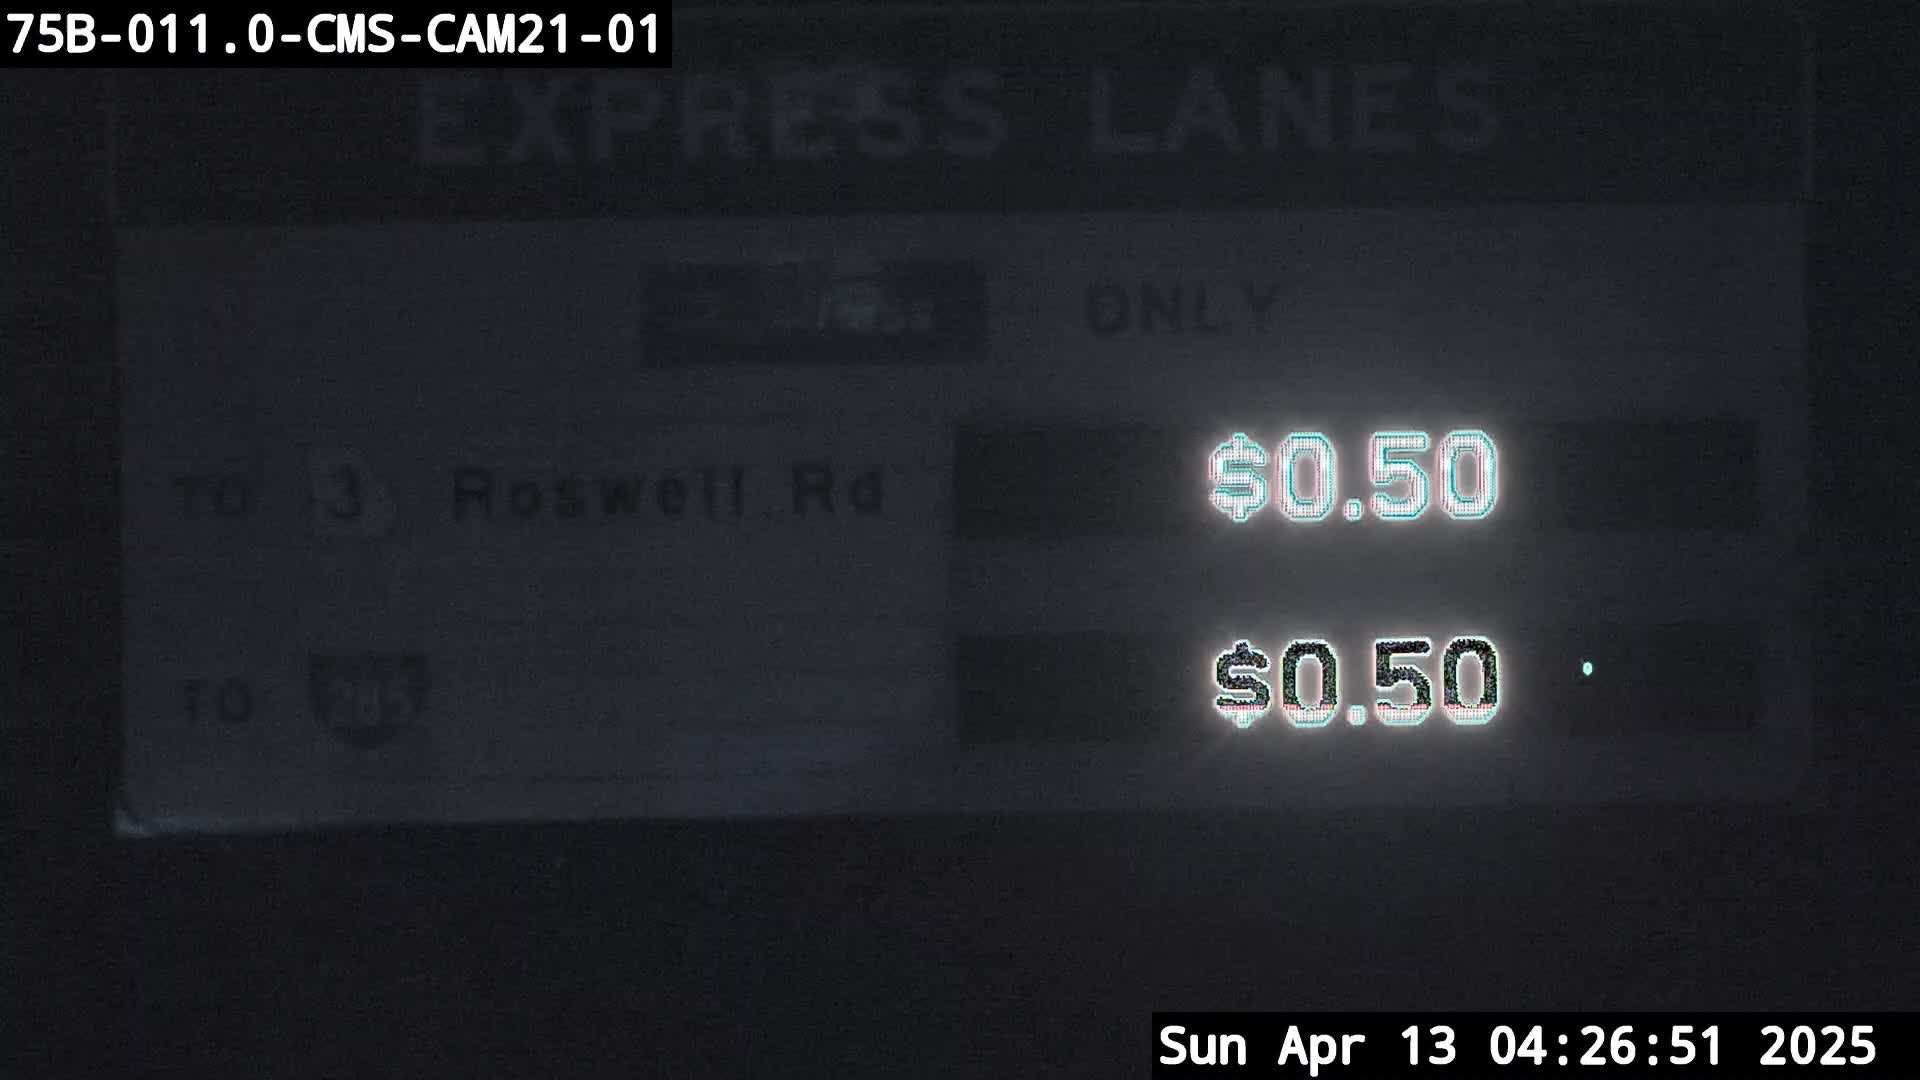 75B-011.0-CMS-CAM21-01
EXPRESS LANES
ONLY
TO 3 Roswell Rd $0.50
TO 285 $0.50
Sun Apr 13 04:26:51 2025